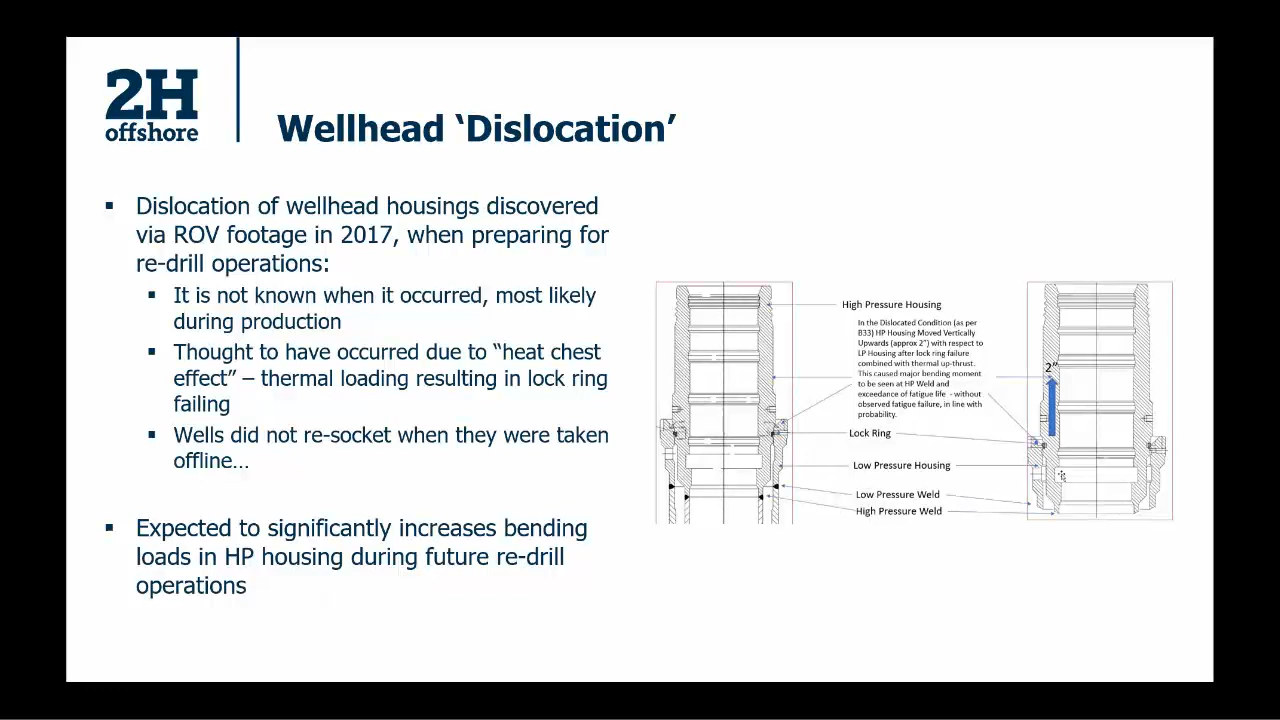 2H
offshore
Wellhead ‘Dislocation’
▪ Dislocation of wellhead housings discovered
via ROV footage in 2017, when preparing for
re-drill operations:
▪ It is not known when it occurred, most likely
during production
▪ Thought to have occurred due to “heat chest
effect” – thermal loading resulting in lock ring
failing
▪ Wells did not re-socket when they were taken
offline…
▪ Expected to significantly increases bending
loads in HP housing during future re-drill
operations
High Pressure Housing
In the Dislocated Condition (as per
B33) HP Housing Moved Vertically
Upwards (approx 2”) with respect to
LP Housing after lock ring failure
combined with thermal up-thrust.
This caused major bending moment
to be seen at HP Weld and
exceedance of fatigue life - without
observed fatigue failure, in line with
probability.
2”
Lock Ring
Low Pressure Housing
Low Pressure Weld
High Pressure Weld